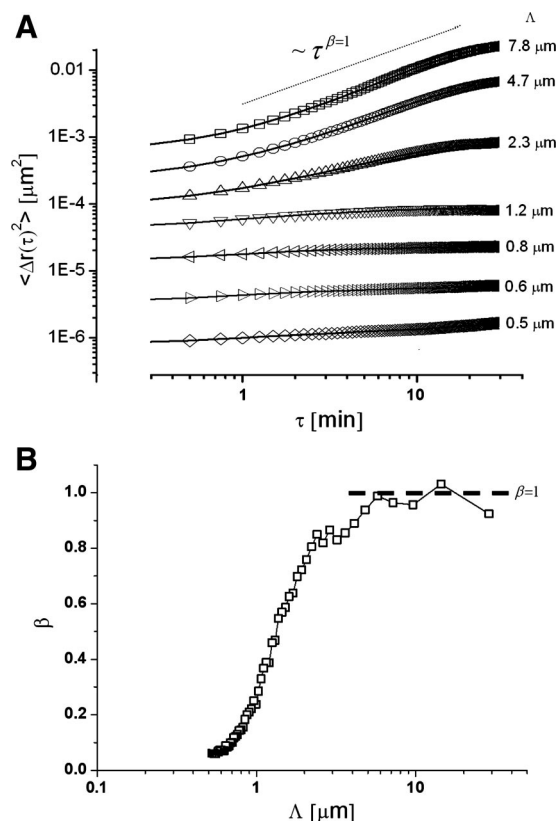 A
~ τ^β=1
Λ
0.01
7.8 μm
4.7 μm
1E-3
2.3 μm
<Δr(τ)²> [μm²]
1E-4
1.2 μm
0.8 μm
1E-5
0.6 μm
0.5 μm
1E-6
1
10
τ [min]
B
1.0
β=1
0.8
0.6
β
0.4
0.2
0.0
0.1
1
10
Λ [μm]